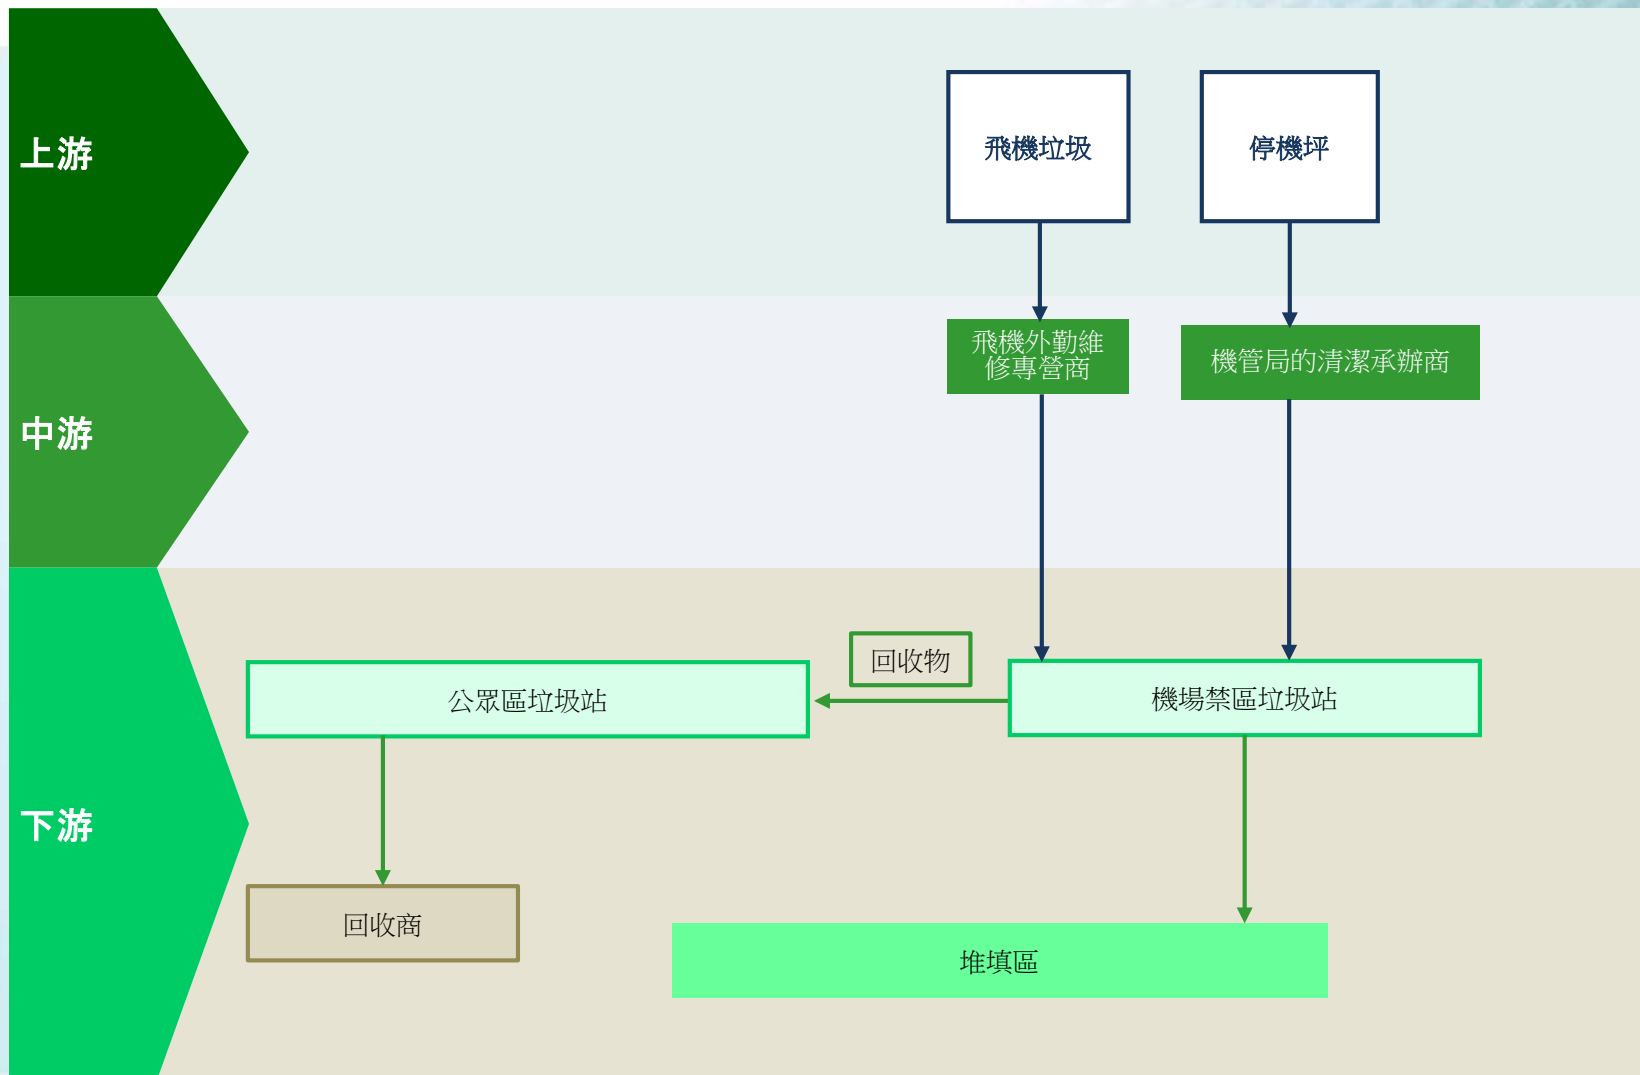 上游
飛機垃圾
停機坪
中游
飛機外勤維
修專營商
機管局的清潔承辦商
下游
回收物
公眾區垃圾站
機場禁區垃圾站
回收商
堆填區